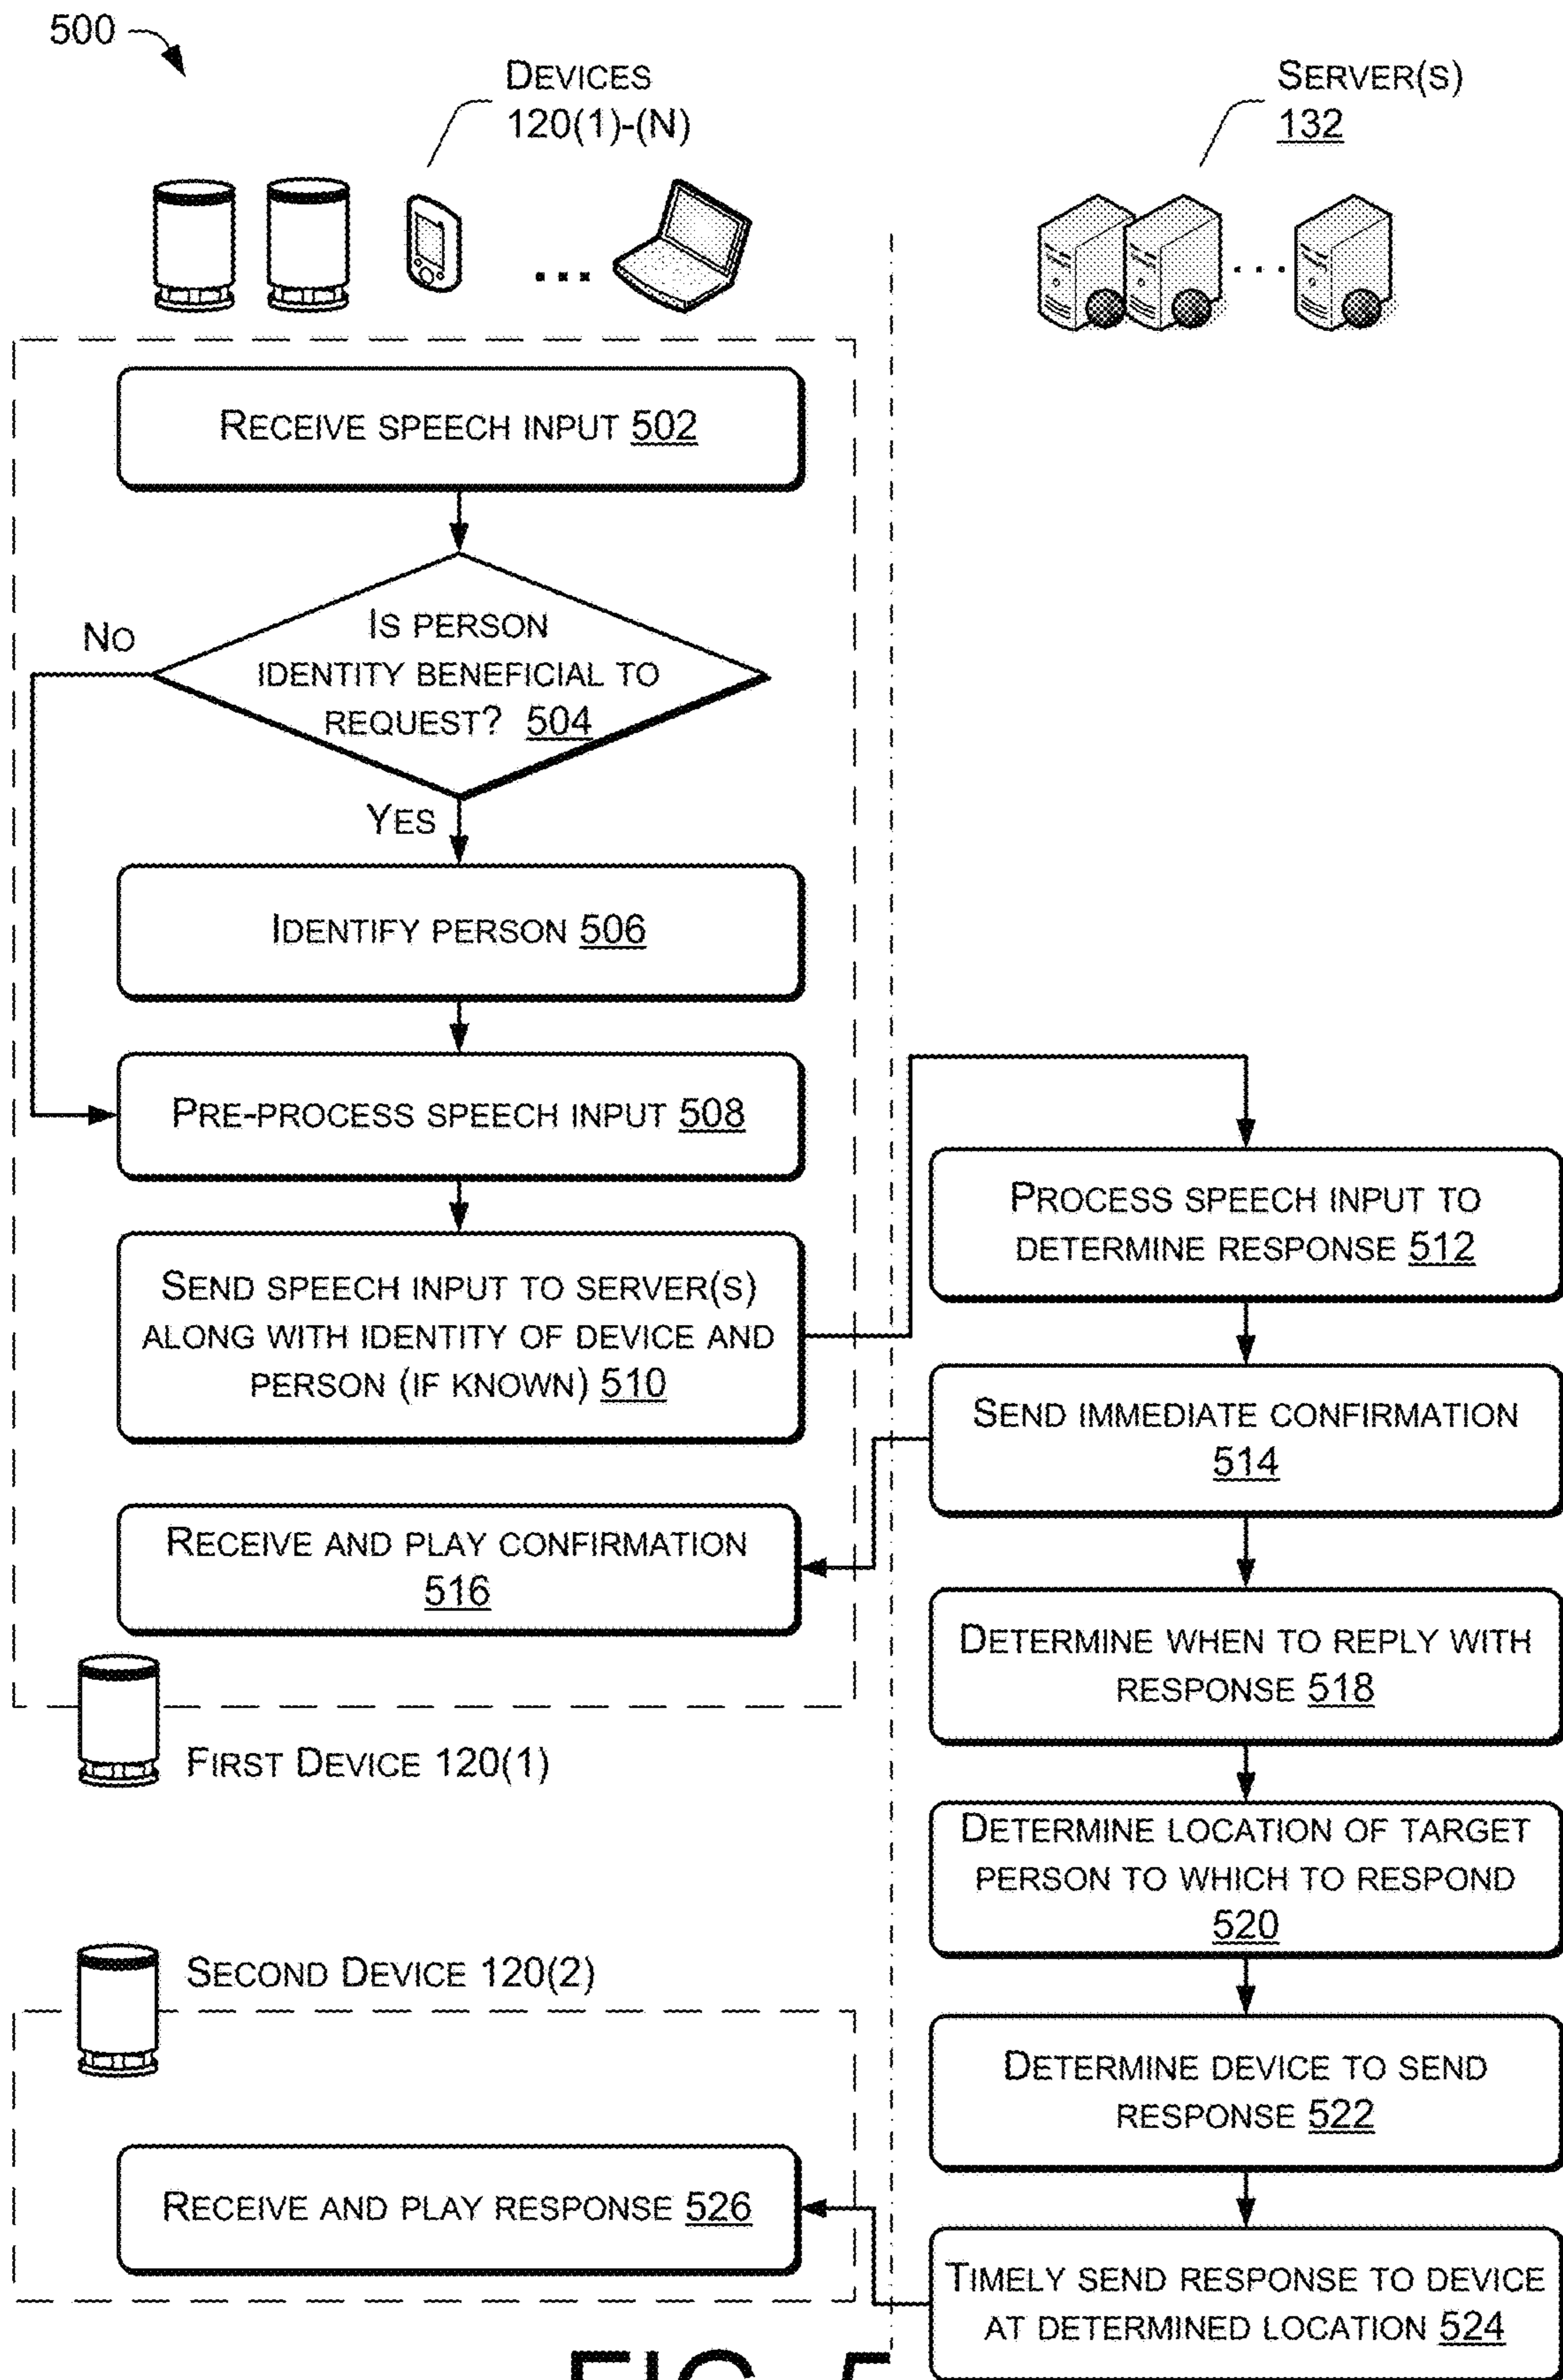 500
DEVICES
120(1)-(N)
SERVER(S)
132
RECEIVE SPEECH INPUT 502
IS PERSON
IDENTITY BENEFICIAL TO
REQUEST? 504
NO
YES
IDENTIFY PERSON 506
PRE-PROCESS SPEECH INPUT 508
SEND SPEECH INPUT TO SERVER(S)
ALONG WITH IDENTITY OF DEVICE AND
PERSON (IF KNOWN) 510
PROCESS SPEECH INPUT TO
DETERMINE RESPONSE 512
SEND IMMEDIATE CONFIRMATION
514
RECEIVE AND PLAY CONFIRMATION
516
FIRST DEVICE 120(1)
DETERMINE WHEN TO REPLY WITH
RESPONSE 518
DETERMINE LOCATION OF TARGET
PERSON TO WHICH TO RESPOND
520
SECOND DEVICE 120(2)
DETERMINE DEVICE TO SEND
RESPONSE 522
RECEIVE AND PLAY RESPONSE 526
TIMELY SEND RESPONSE TO DEVICE
AT DETERMINED LOCATION 524
FIG. 5